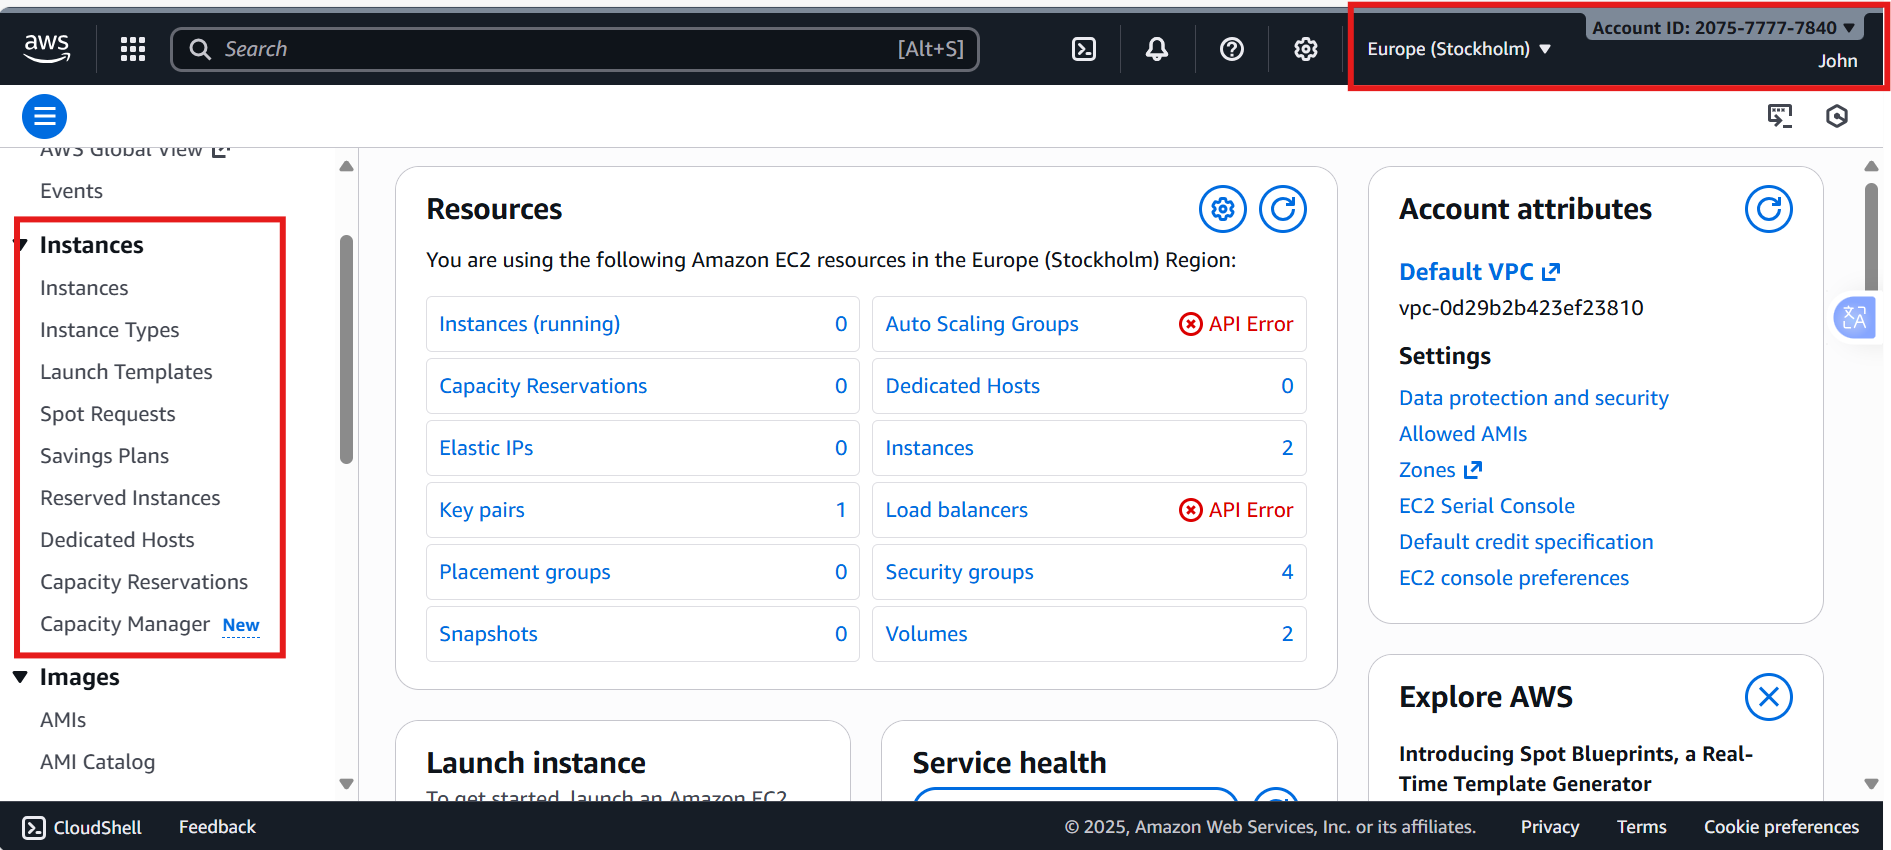 aws
Search
[Alt+S]
Europe (Stockholm)
Account ID: 2075-7777-7840
John
AWS Global View
Events
Instances
Instances
Instance Types
Launch Templates
Spot Requests
Savings Plans
Reserved Instances
Dedicated Hosts
Capacity Reservations
Capacity Manager New
Images
AMIs
AMI Catalog
Resources
You are using the following Amazon EC2 resources in the Europe (Stockholm) Region:
Instances (running) 0
Auto Scaling Groups API Error
Capacity Reservations 0
Dedicated Hosts 0
Elastic IPs 0
Instances 2
Key pairs 1
Load balancers API Error
Placement groups 0
Security groups 4
Snapshots 0
Volumes 2
Launch instance
To get started, launch an Amazon EC2
Service health
Account attributes
Default VPC
vpc-0d29b2b423ef23810
Settings
Data protection and security
Allowed AMIs
Zones
EC2 Serial Console
Default credit specification
EC2 console preferences
Explore AWS
Introducing Spot Blueprints, a Real-
Time Template Generator
文A
CloudShell
Feedback
© 2025, Amazon Web Services, Inc. or its affiliates.
Privacy
Terms
Cookie preferences